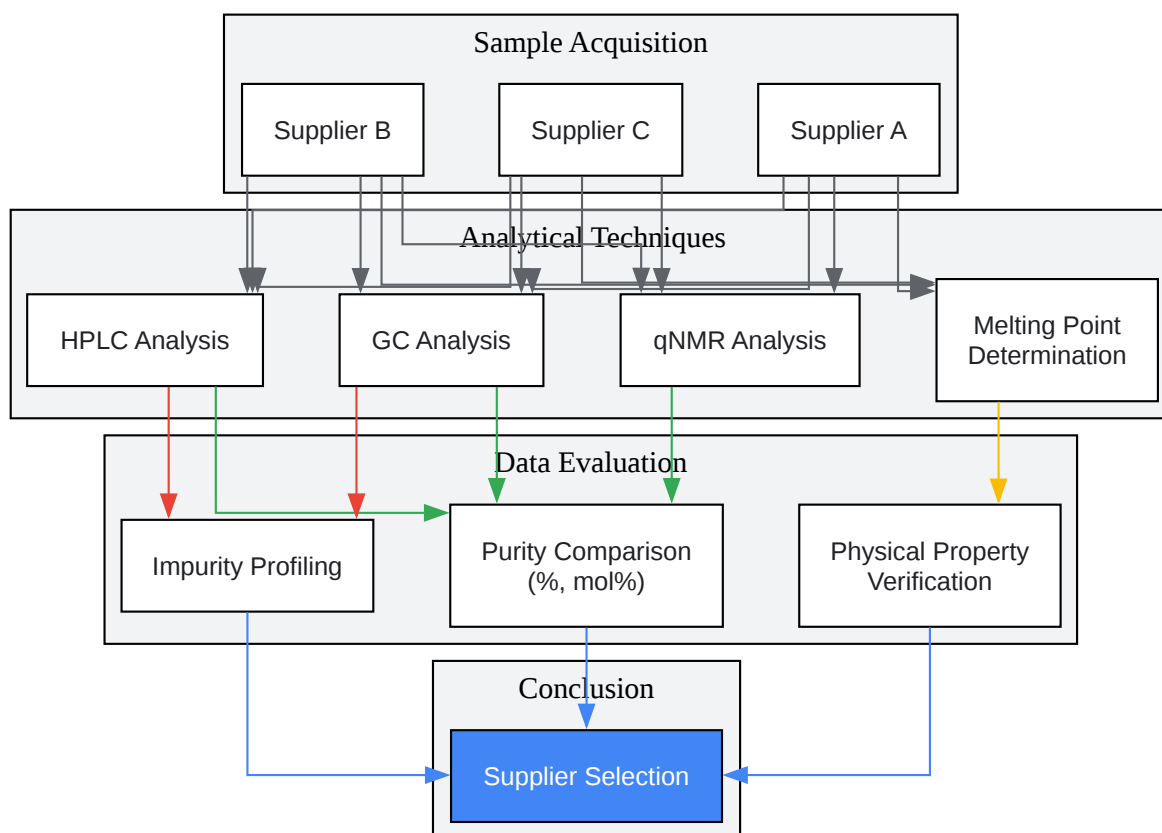 Sample Acquisition
Supplier B
Supplier C
Supplier A
Analytical Techniques
HPLC Analysis
GC Analysis
qNMR Analysis
Melting Point
Determination
Data Evaluation
Impurity Profiling
Purity Comparison
(%, mol%)
Physical Property
Verification
Conclusion
Supplier Selection